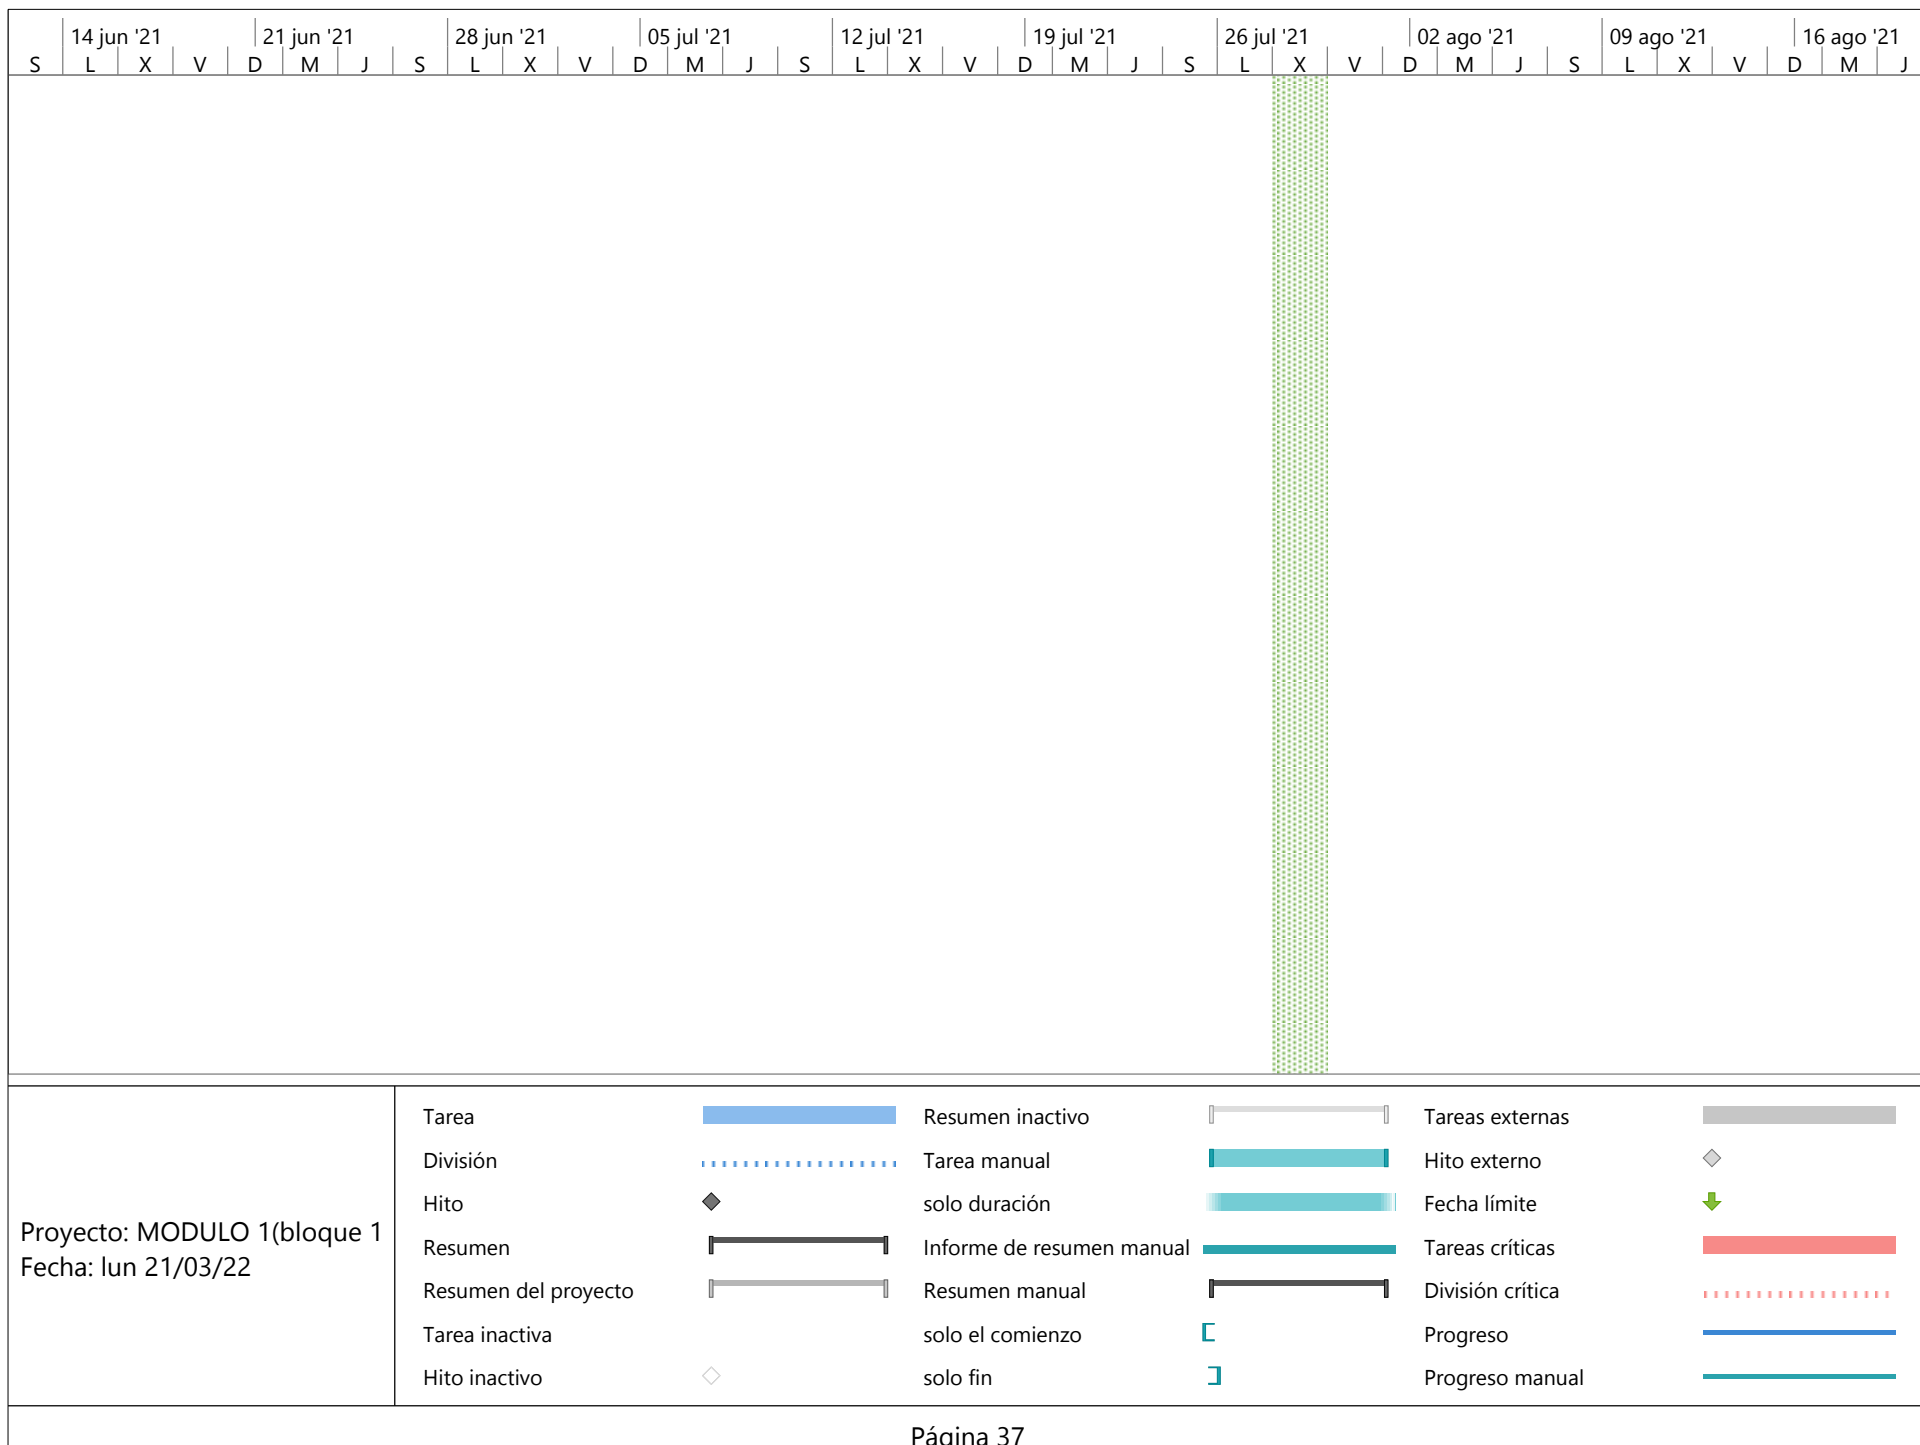 14 jun '21 21 jun '21 28 jun '21 05 jul '21 12 jul '21 19 jul '21 26 jul '21 02 ago '21 09 ago '21 16 ago '21
S L X V D M J S L X V D M J S L X V D M J S L X V D M J S L X V D M J
Proyecto: MODULO 1(bloque 1
Fecha: lun 21/03/22
Tarea
División
Hito
Resumen
Resumen del proyecto
Tarea inactiva
Hito inactivo
Resumen inactivo
Tarea manual
solo duración
Informe de resumen manual
Resumen manual
solo el comienzo
solo fin
Tareas externas
Hito externo
Fecha límite
Tareas críticas
División crítica
Progreso
Progreso manual
Página 37